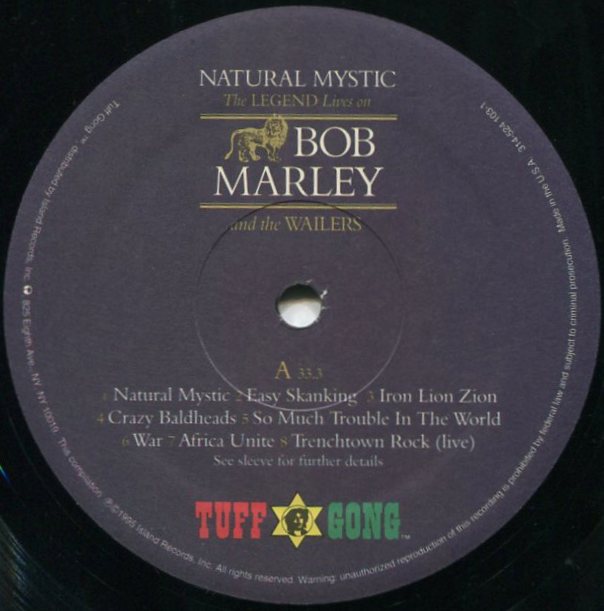 NATURAL MYSTIC
The LEGEND Lives on
BOB
MARLEY
and the WAILERS
A 33.3
1 Natural Mystic 2 Easy Skanking 3 Iron Lion Zion
4 Crazy Baldheads 5 So Much Trouble In The World
6 War 7 Africa Unite 8 Trenchtown Rock (live)
See sleeve for further details
TUFF GONG™
Tuff Gong™, distributed by Island Records, Inc. 825 Eighth Ave., NY, NY 10019. This compilation ℗©1995 Island Records, Inc. All rights reserved. Warning: unauthorized reproduction of this recording is prohibited by federal law and subject to criminal prosecution. Made in the U.S.A. 314-524 103-1